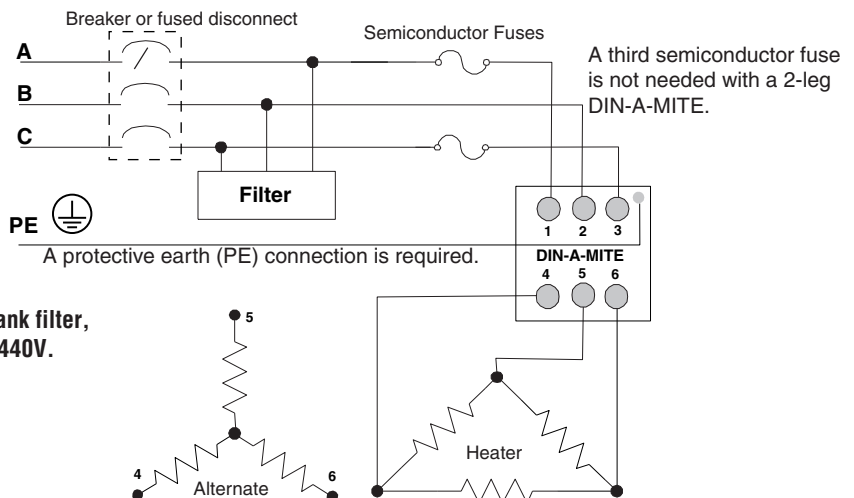 Breaker or fused disconnect
Semiconductor Fuses
A third semiconductor fuse
is not needed with a 2-leg
DIN-A-MITE.
A
B
C
Filter
PE
A protective earth (PE) connection is required.
1 2 3
DIN-A-MITE
4 5 6
ank filter,
440V.
5
4
6
Alternate
Heater